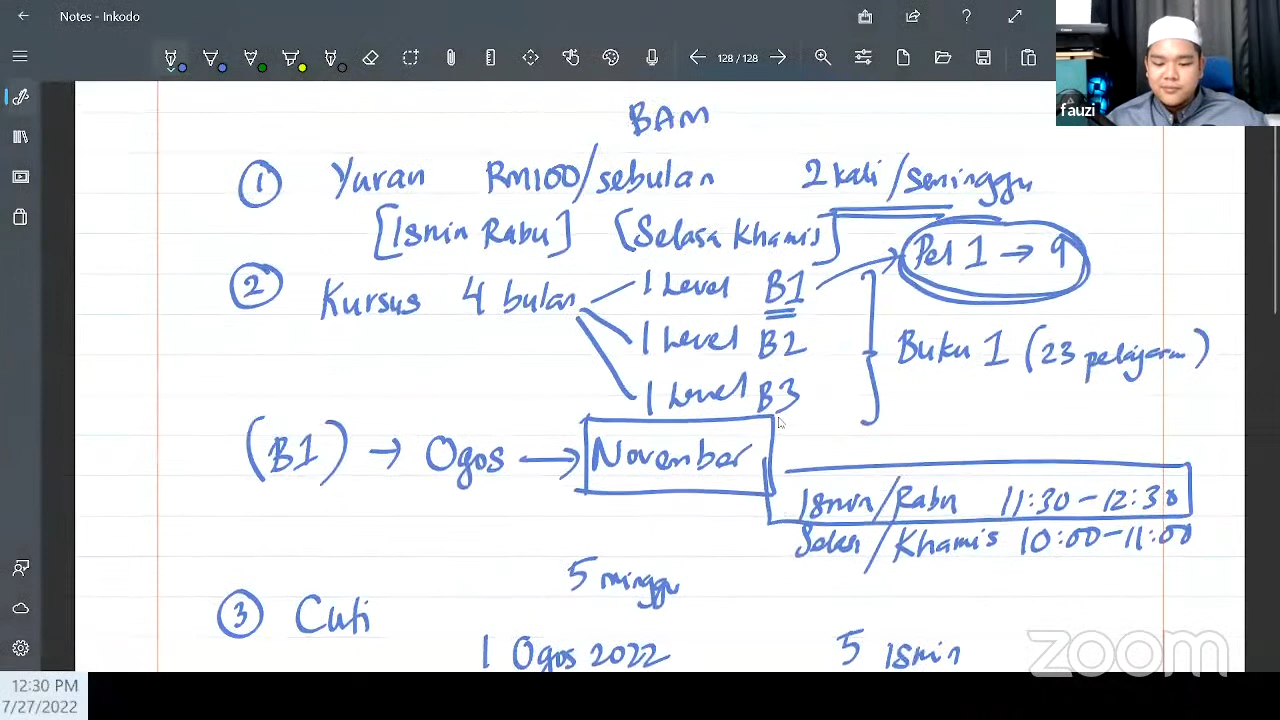 Notes - Inkodo
128 / 128
fauzi
BAM
1 Yuran RM100/sebulan 2 kali/seminggu
[Isnin Rabu] [Selasa Khamis]
Pel 1 → 9
2 Kursus 4 bulan 1 Level B1
1 Level B2
Buku 1 (23 pelajaran)
1 Level B3
(B1) → Ogos → November
Isnin/Rabu 11:30-12:30
Selasa/Khamis 10:00-11:00
5 minggu
3 Cuti
1 Ogos 2022 5 Isnin
zoom
12:30 PM
7/27/2022